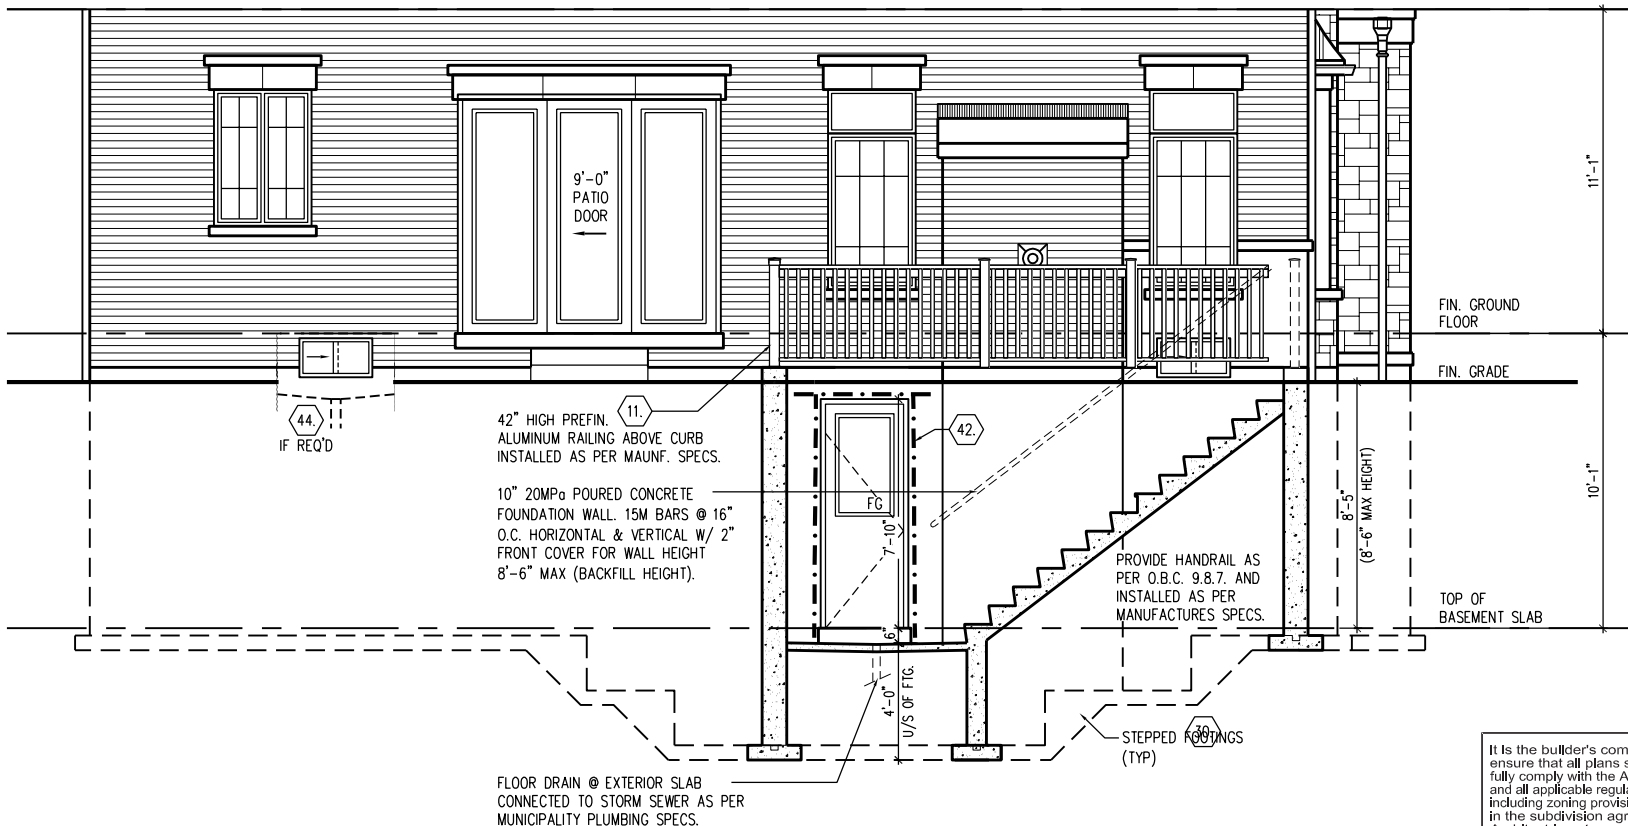 9'-0"
PATIO
DOOR
11'-1"
FIN. GROUND
FLOOR
FIN. GRADE
44.
IF REQ'D
42" HIGH PREFIN.
11.
ALUMINUM RAILING ABOVE CURB
INSTALLED AS PER MAUNF. SPECS.
42.
10" 20MPa POURED CONCRETE
FOUNDATION WALL. 15M BARS @ 16"
O.C. HORIZONTAL & VERTICAL W/ 2"
FRONT COVER FOR WALL HEIGHT
8'-6" MAX (BACKFILL HEIGHT).
FG
7'-10"
6"
PROVIDE HANDRAIL AS
PER O.B.C. 9.8.7. AND
INSTALLED AS PER
MANUFACTURES SPECS.
8'-5"
(8'-6" MAX HEIGHT)
10'-1"
TOP OF
BASEMENT SLAB
4'-0"
U/S OF FTG.
30.
STEPPED FOOTINGS
(TYP)
FLOOR DRAIN @ EXTERIOR SLAB
CONNECTED TO STORM SEWER AS PER
MUNICIPALITY PLUMBING SPECS.
It is the builder's com
ensure that all plans s
fully comply with the A
and all applicable regula
including zoning provisi
in the subdivision agr